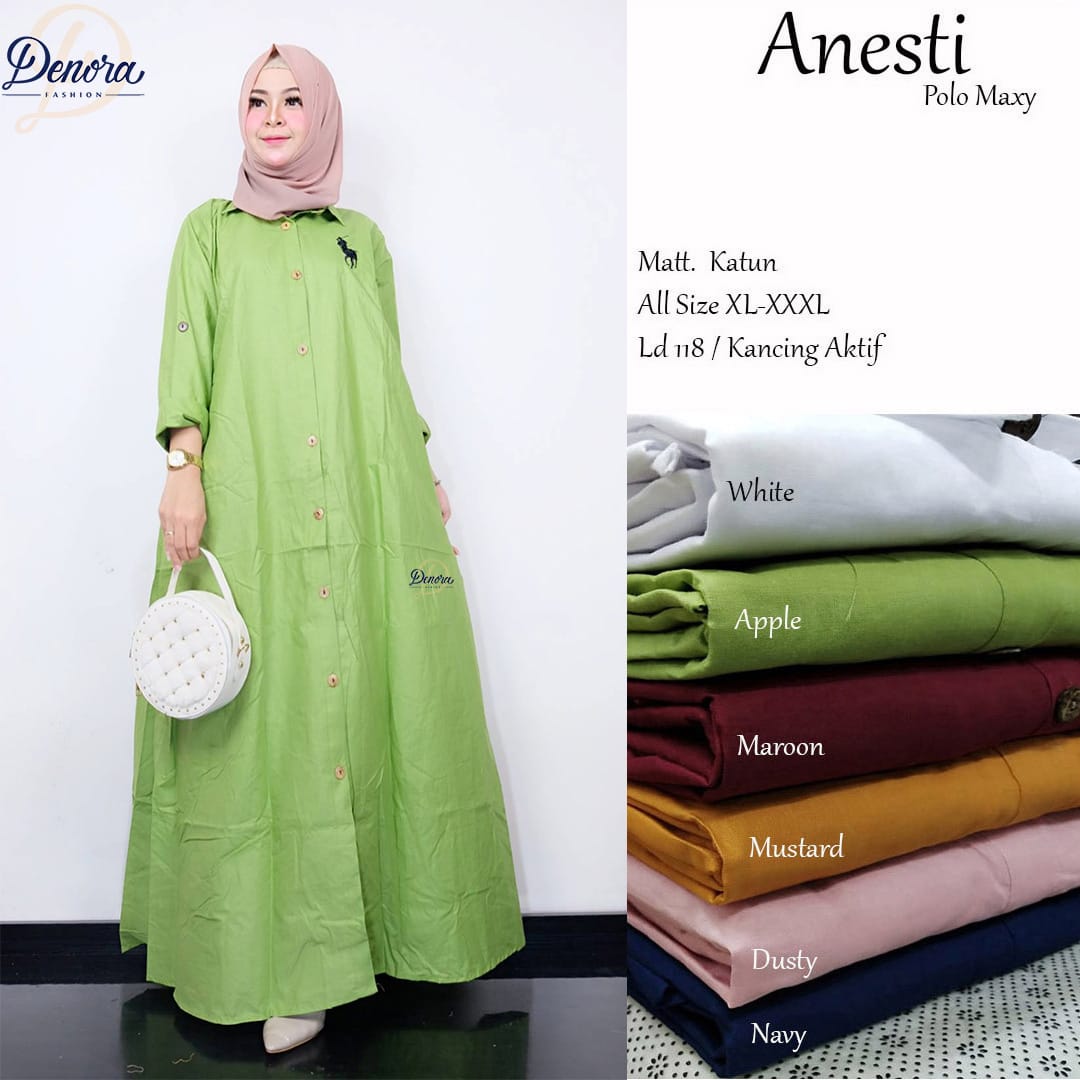 Denora
FASHION
Anesti
Polo Maxy
Matt. Katun
All Size XL-XXXL
Ld 118 / Kancing Aktif
White
Apple
Maroon
Mustard
Dusty
Navy
Denora
FASHION